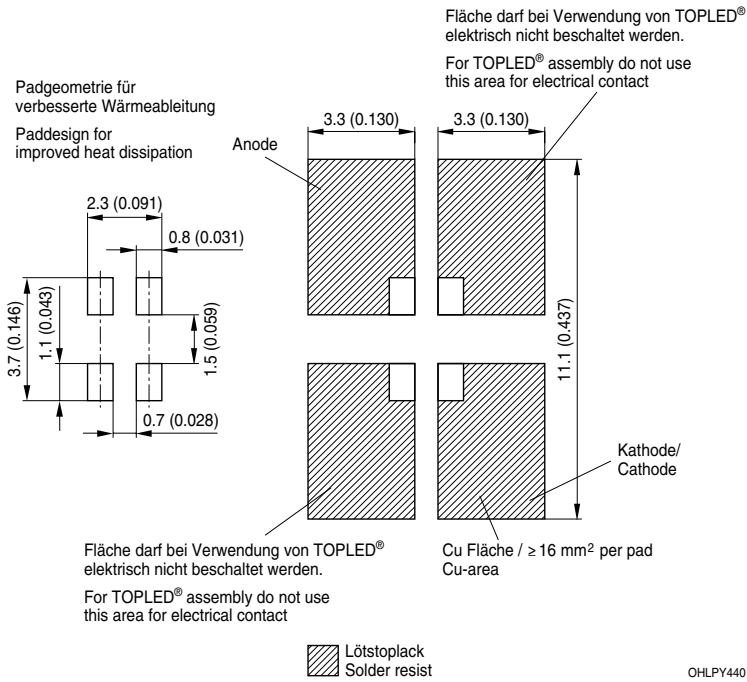 Fläche darf bei Verwendung von TOPLED®
elektrisch nicht beschaltet werden.
For TOPLED® assembly do not use
this area for electrical contact
Padgeometrie für
verbesserte Wärmeableitung
Paddesign for
improved heat dissipation
Anode
3.3 (0.130)
3.3 (0.130)
2.3 (0.091)
0.8 (0.031)
3.7 (0.146)
1.1 (0.043)
1.5 (0.059)
0.7 (0.028)
11.1 (0.437)
Kathode/
Cathode
Fläche darf bei Verwendung von TOPLED®
elektrisch nicht beschaltet werden.
For TOPLED® assembly do not use
this area for electrical contact
Cu Fläche / ≥ 16 mm² per pad
Cu-area
Lötstoplack
Solder resist
OHLPY440